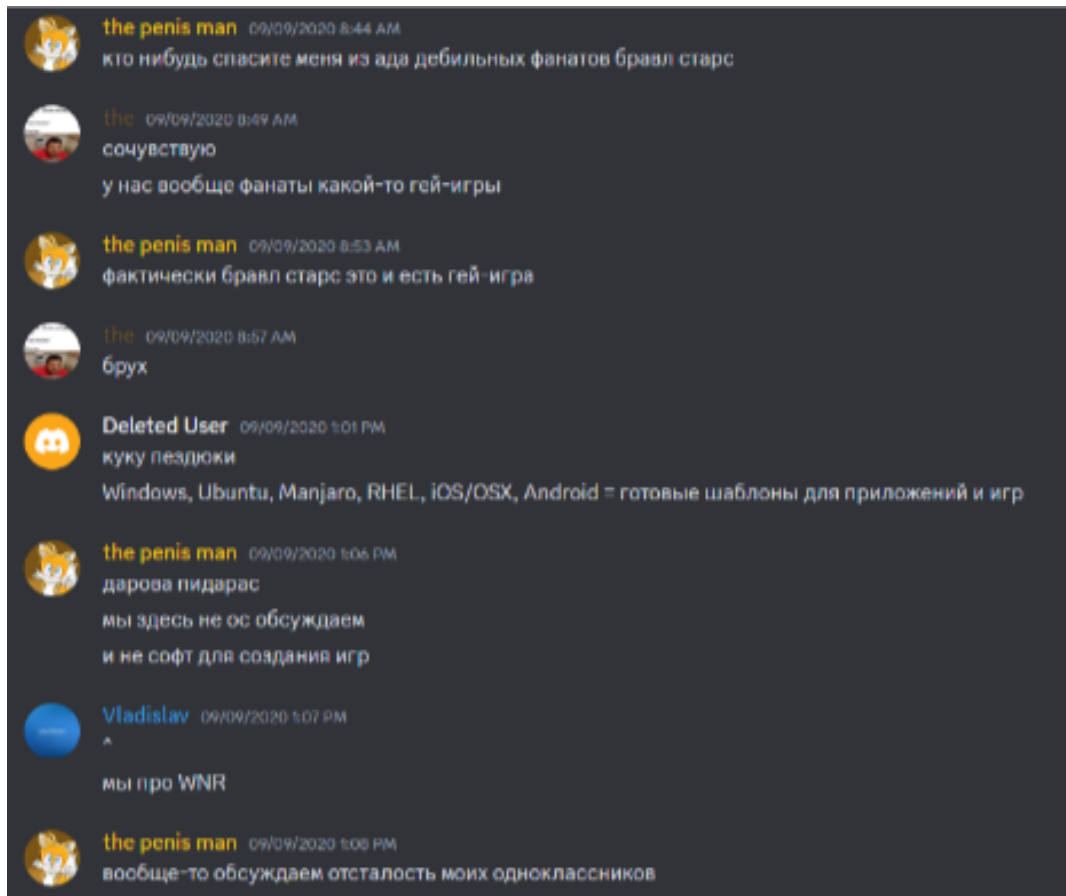 the penis man 09/09/2020 8:44 AM
кто нибудь спасите меня из ада дебильных фанатов бравл старс
the 09/09/2020 8:49 AM
сочувствую
у нас вообще фанаты какой-то гей-игры
the penis man 09/09/2020 8:53 AM
фактически бравл старс это и есть гей-игра
the 09/09/2020 8:57 AM
брух
Deleted User 09/09/2020 1:01 PM
куку пездюки
Windows, Ubuntu, Manjaro, RHEL, iOS/OSX, Android = готовые шаблоны для приложений и игр
the penis man 09/09/2020 1:06 PM
дарова пидарас
мы здесь не ос обсуждаем
и не софт для создания игр
Vladislav 09/09/2020 1:07 PM
^
мы про WNR
the penis man 09/09/2020 1:08 PM
вообще-то обсуждаем отсталость моих одноклассников